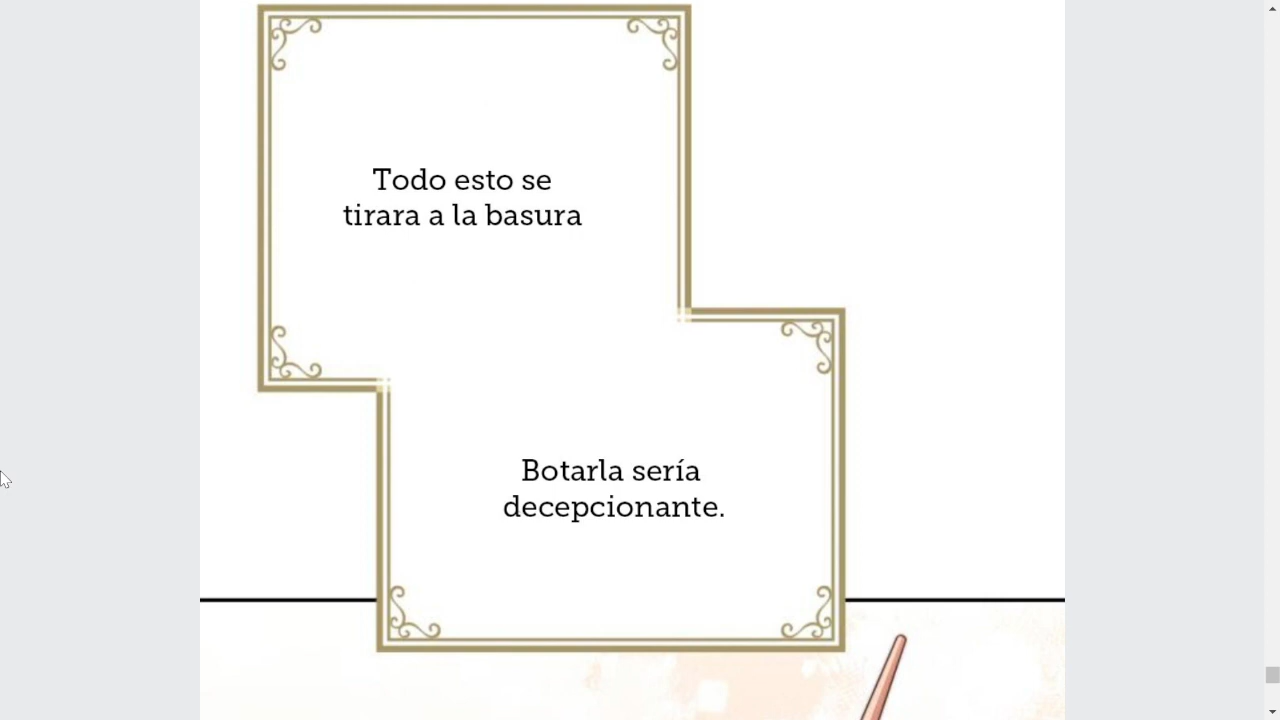 Todo esto se
tirara a la basura
Botarla sería
decepcionante.